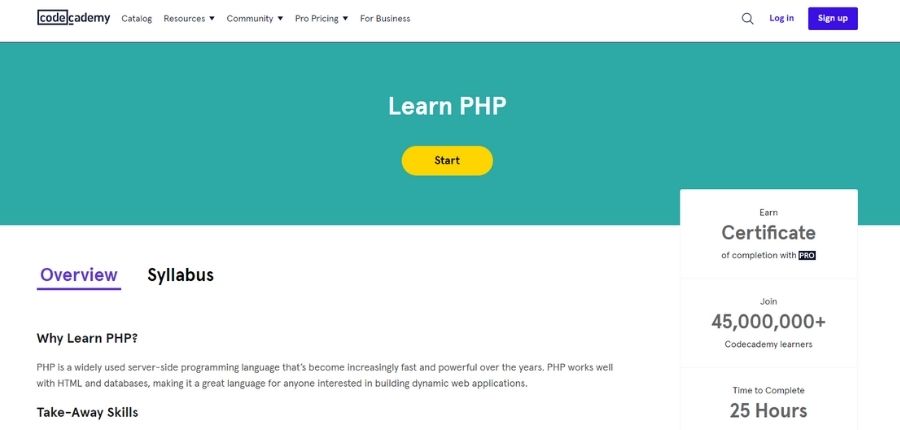 codecademy Catalog Resources Community Pro Pricing For Business Log in Sign up
Learn PHP
Start
Earn
Certificate
of completion with PRO
Join
45,000,000+
Codecademy learners
Time to Complete
25 Hours
Overview Syllabus
Why Learn PHP?
PHP is a widely used server-side programming language that's become increasingly fast and powerful over the years. PHP works well
with HTML and databases, making it a great language for anyone interested in building dynamic web applications.
Take-Away Skills